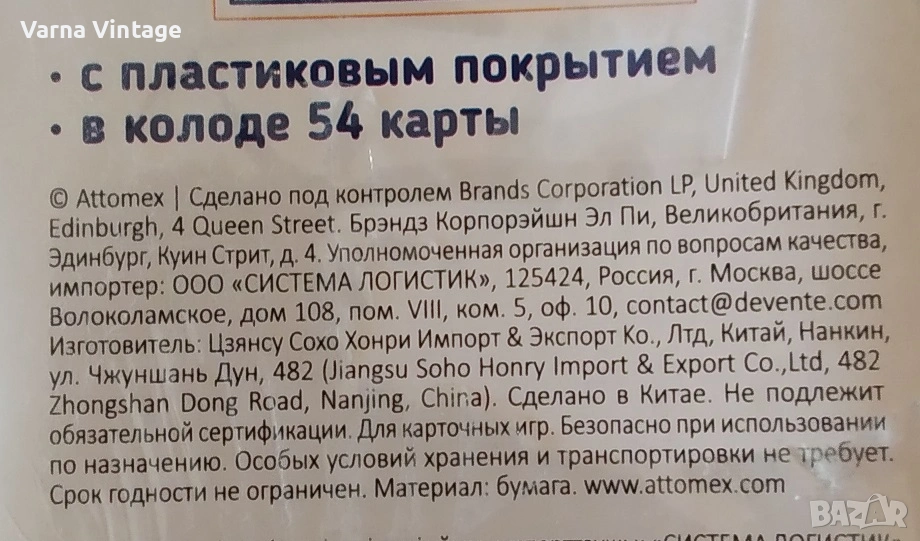 Varna Vintage
• с пластиковым покрытием
• в колоде 54 карты
© Attomex | Сделано под контролем Brands Corporation LP, United Kingdom,
Edinburgh, 4 Queen Street. Брэндз Корпорэйшн Эл Пи, Великобритания, г.
Эдинбург, Куин Стрит, д. 4. Уполномоченная организация по вопросам качества,
импортер: ООО «СИСТЕМА ЛОГИСТИК», 125424, Россия, г. Москва, шоссе
Волоколамское, дом 108, пом. VIII, ком. 5, оф. 10, contact@devente.com
Изготовитель: Цзянсу Сохо Хонри Импорт & Экспорт Ко., Лтд, Китай, Нанкин,
ул. Чжуншань Дун, 482 (Jiangsu Soho Honry Import & Export Co.,Ltd, 482
Zhongshan Dong Road, Nanjing, China). Сделано в Китае. Не подлежит
обязательной сертификации. Для карточных игр. Безопасно при использовании
по назначению. Особых условий хранения и транспортировки не требует.
Срок годности не ограничен. Материал: бумага. www.attomex.com
BAZAR
«СИСТЕМА ЛОГИСТИК»